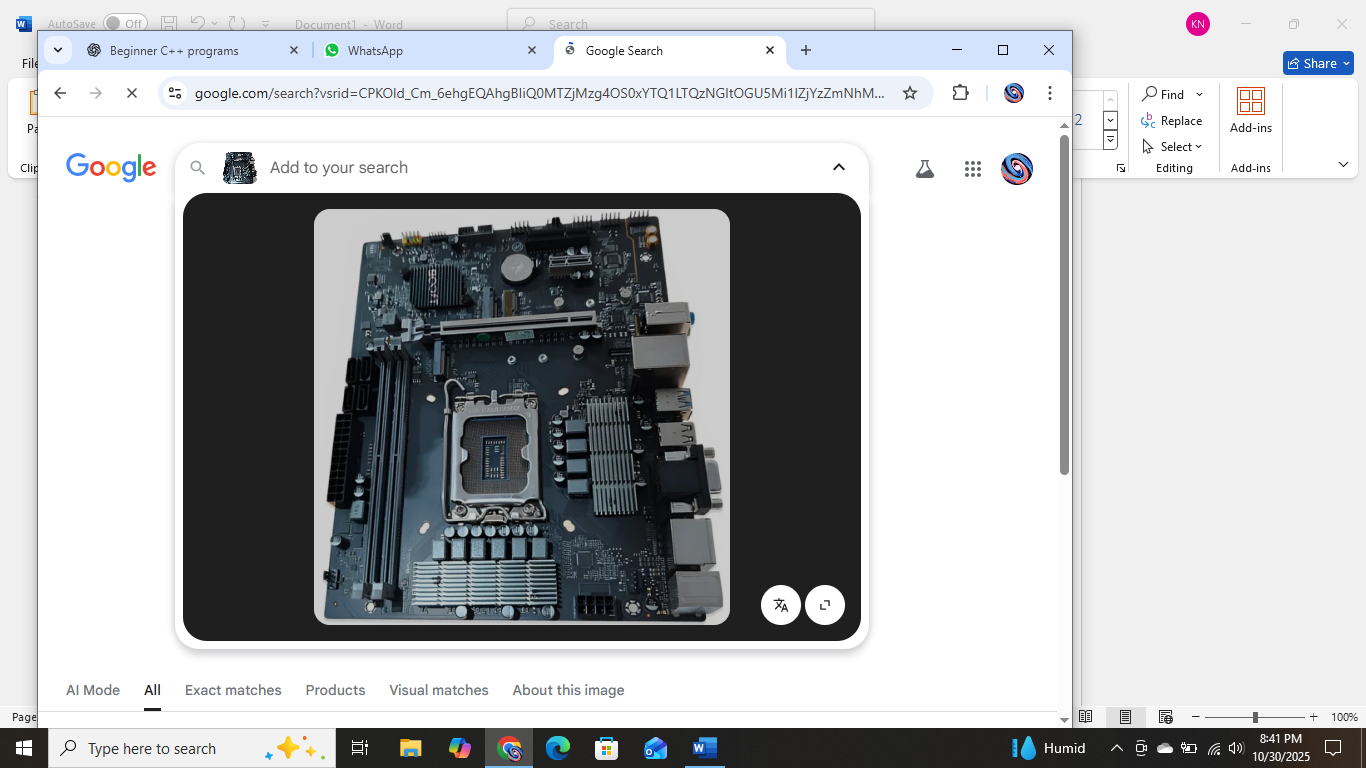 AutoSave Off Document1 - Word Search KN
Beginner C++ programs WhatsApp Google Search
File Share
google.com/search?vsrid=CPKOId_Cm_6ehgEQAhgBIiQ0MTZjMzg4OS0xYTQ1LTQzNGItOGU5Mi1lZjYzZmNhM...
Find
Replace
Select
Add-ins
Editing
Add-ins
Google Add to your search
AI Mode All Exact matches Products Visual matches About this image
Page 100%
Type here to search
Humid
8:41 PM
10/30/2025